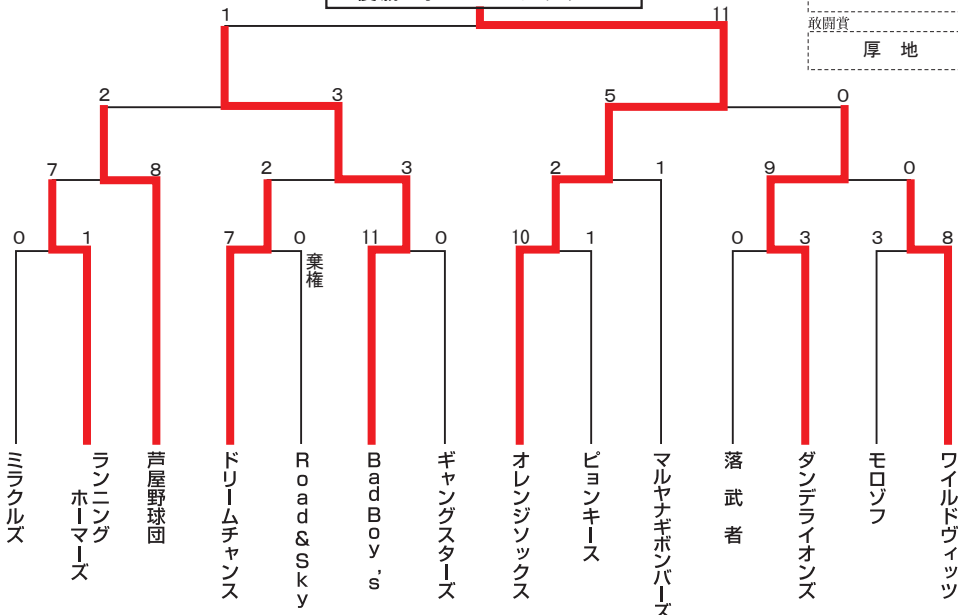 1
11
敢闘賞
厚 地
2
3
5
0
7
8
2
3
2
1
9
0
0
1
7
0
11
0
10
1
0
3
3
8
棄権
ミラクルズ
ランニング
ホーマーズ
芦屋野球団
ドリームチャンス
Road&Sky
BadBoy's
ギャングスターズ
オレンジソックス
ピョンキース
マルヤナギボンバーズ
落 武 者
ダンデライオンズ
モロゾフ
ワイルドヴィッツ